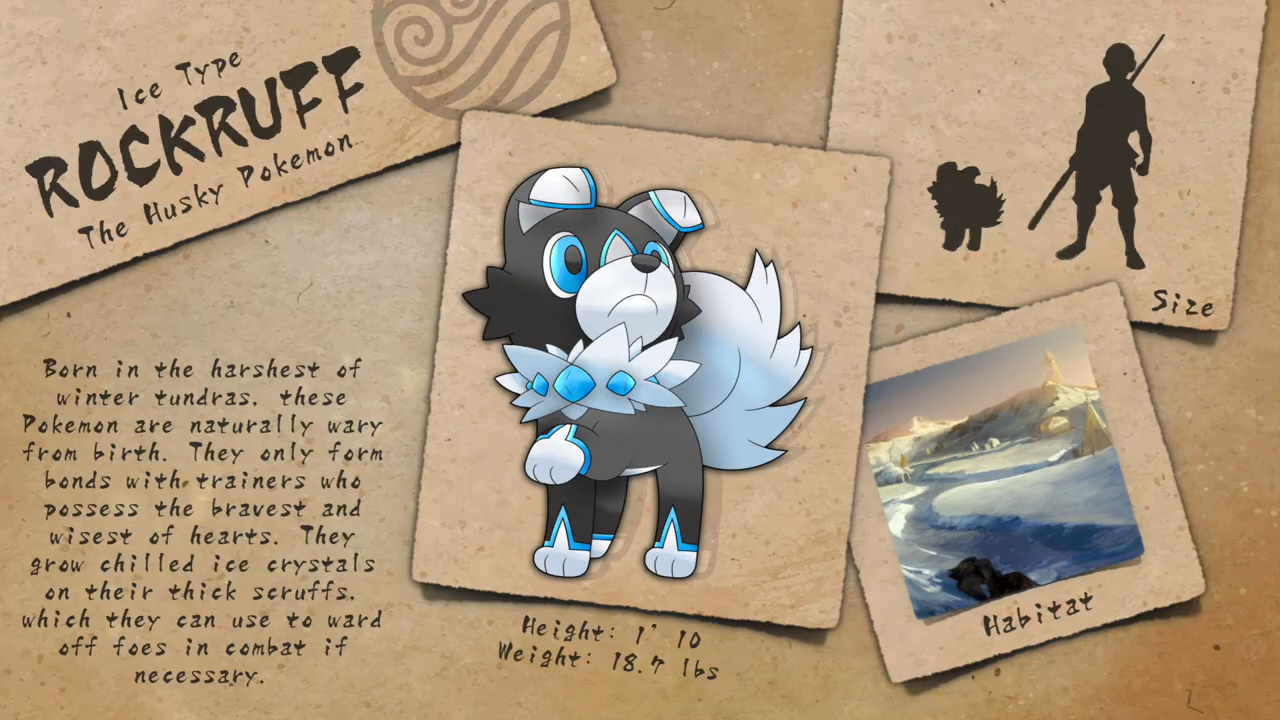 Ice Type
ROCKRUFF
The Husky Pokemon
Born in the harshest of
winter tundras, these
Pokemon are naturally wary
from birth. They only form
bonds with trainers who
possess the bravest and
wisest of hearts. They
grow chilled ice crystals
on their thick scruffs,
which they can use to ward
off foes in combat if
necessary.
Height: 1' 10
Weight: 18.7 lbs
Size
Habitat